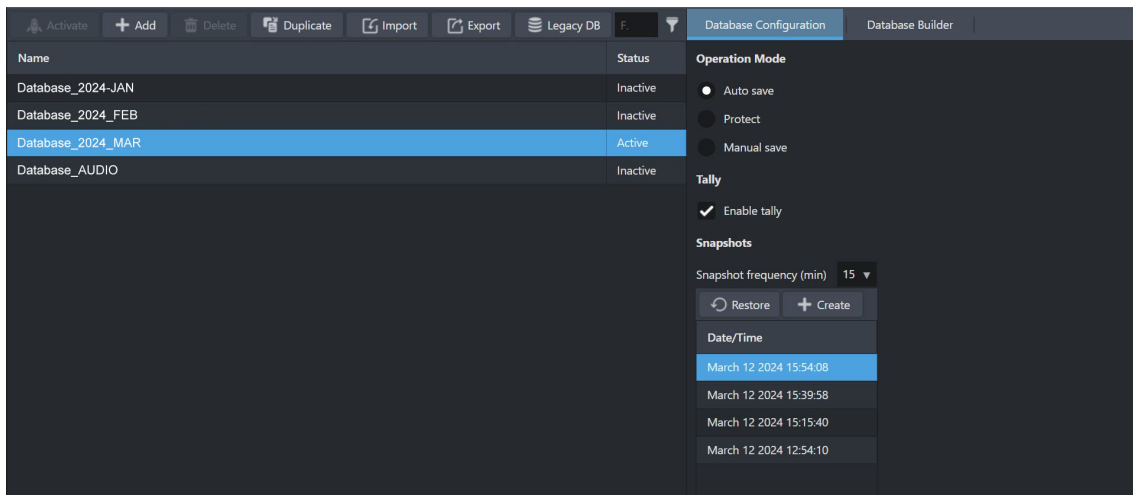 Activate Add Delete Duplicate Import Export Legacy DB F. Database Configuration Database Builder
Name Status
Database_2024-JAN Inactive
Database_2024_FEB Inactive
Database_2024_MAR Active
Database_AUDIO Inactive
Operation Mode
Auto save
Protect
Manual save
Tally
Enable tally
Snapshots
Snapshot frequency (min) 15
Restore Create
Date/Time
March 12 2024 15:54:08
March 12 2024 15:39:58
March 12 2024 15:15:40
March 12 2024 12:54:10